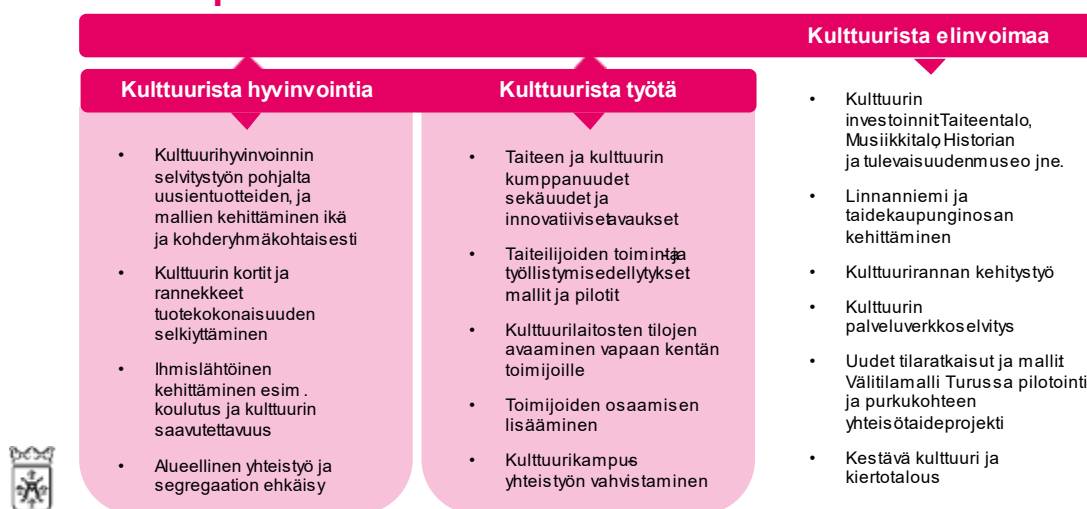 Kulttuurista elinvoimaa
Kulttuurista hyvinvointia
• Kulttuurihyvinvoinnin
selvitystyön pohjalta
uusientuotteiden, ja
mallien kehittäminen ikä-
ja kohderyhmäkohtaisesti
• Kulttuurin kortit ja
rannekkeet
tuotekokonaisuuden
selkiyttäminen
• Ihmislähtöinen
kehittäminen esim .
koulutus ja kulttuurin
saavutettavuus
• Alueellinen yhteistyö ja
segregaation ehkäisy
Kulttuurista työtä
• Taiteen ja kulttuurin
kumppanuudet
sekäuudet ja
innovatiivisetavaukset
• Taiteilijoiden toiminta-ja
työllistymisedellytykset
mallit ja pilotit
• Kulttuurilaitosten tilojen
avaaminen vapaan kentän
toimijoille
• Toimijoiden osaamisen
lisääminen
• Kulttuurikampus-
yhteistyön vahvistaminen
• Kulttuurin
investoinnit:Taiteentalo,
Musiikkitalo,Historian
ja tulevaisuudenmuseo jne.
• Linnanniemi ja
taidekaupunginosan
kehittäminen
• Kulttuurirannan kehitystyö
• Kulttuurin
palveluverkkoselvitys
• Uudet tilaratkaisut ja mallit:
Välitilamalli Turussa pilotointi
ja purkukohteen
yhteisötaideprojekti
• Kestävä kulttuuri ja
kiertotalous